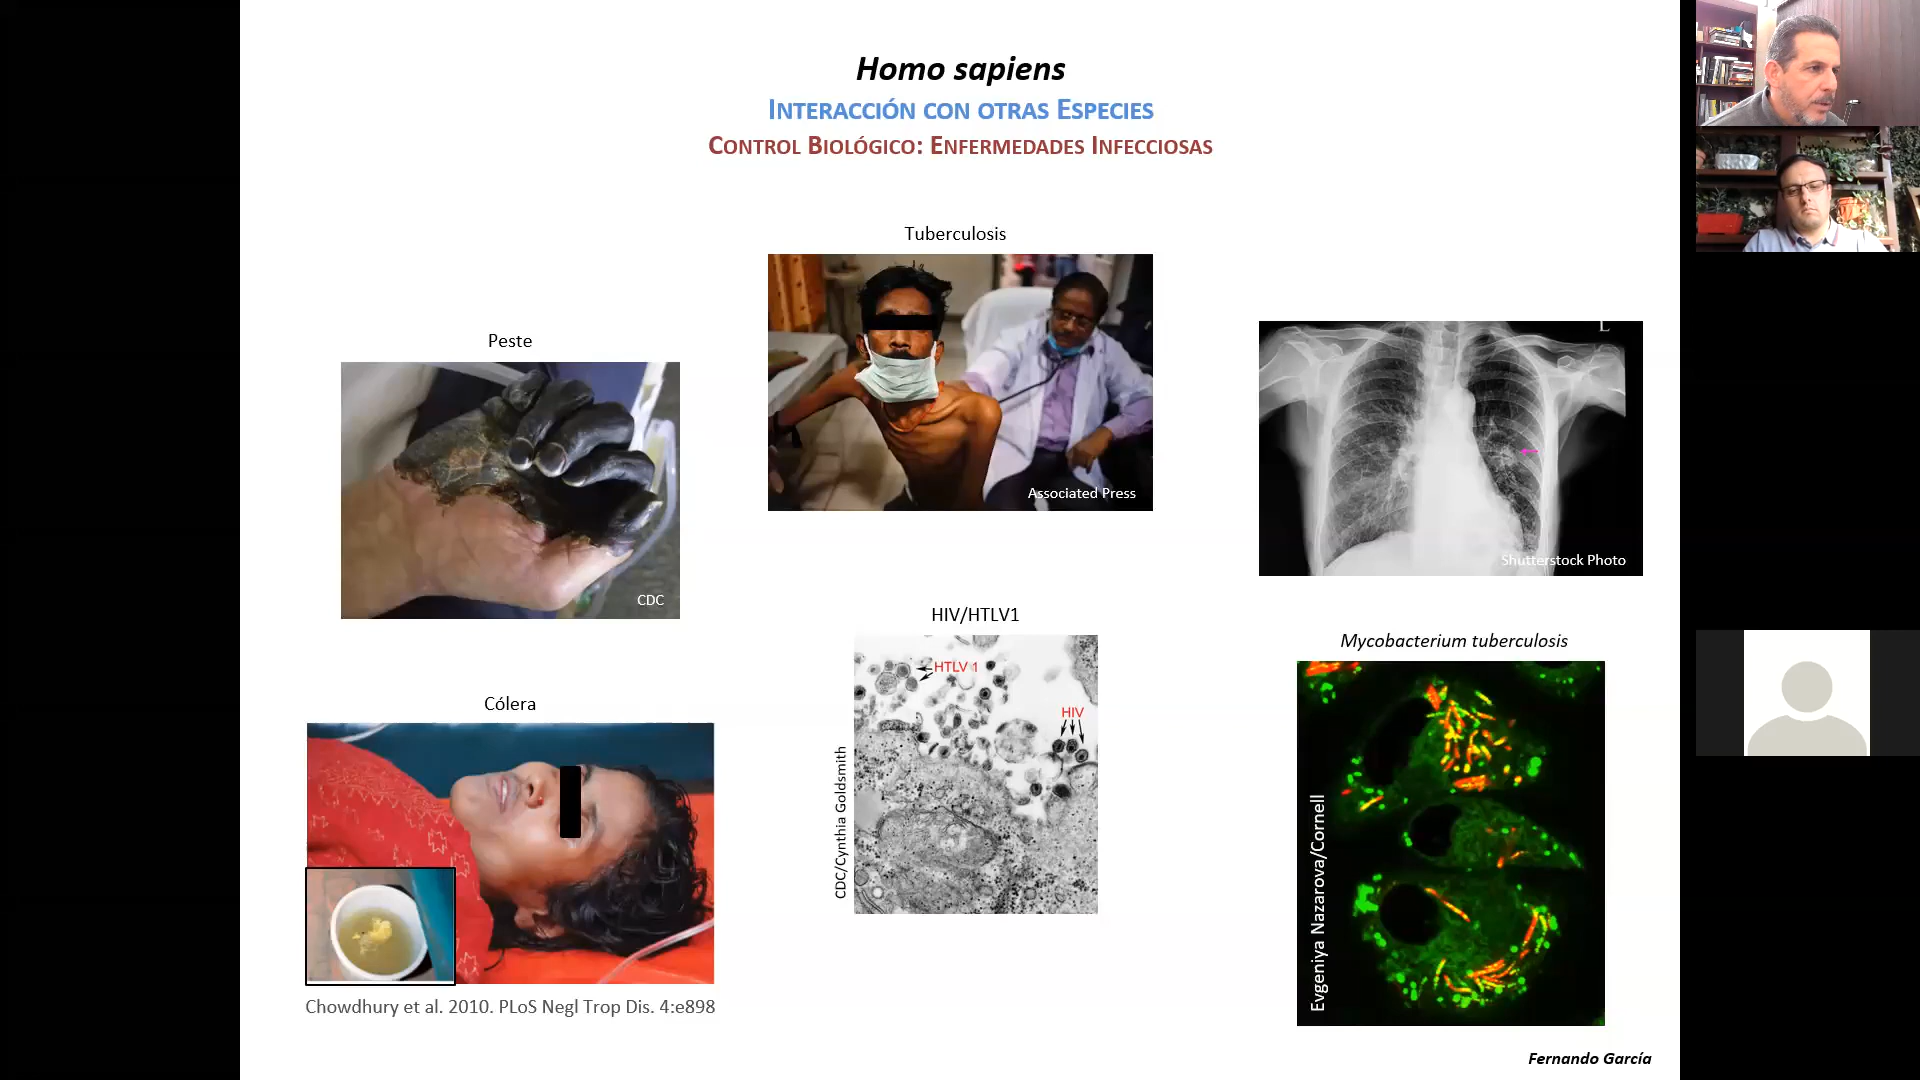 Homo sapiens
INTERACCIÓN CON OTRAS ESPECIES
CONTROL BIOLÓGICO: ENFERMEDADES INFECCIOSAS
Tuberculosis
Associated Press
Peste
CDC
L
Shutterstock Photo
HIV/HTLV1
HTLV 1
HIV
CDC/Cynthia Goldsmith
Mycobacterium tuberculosis
Evgeniya Nazarova/Cornell
Cólera
Chowdhury et al. 2010. PLoS Negl Trop Dis. 4:e898
Fernando García